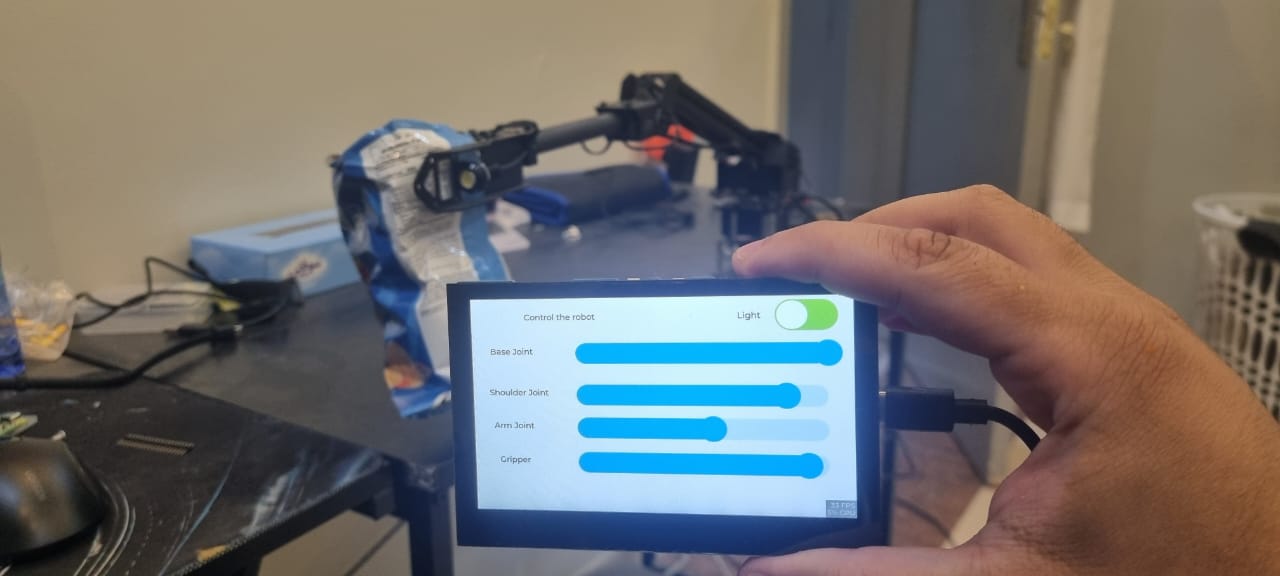 Control the robot
Light
Base Joint
Shoulder Joint
Arm Joint
Gripper
33 FPS
5% CPU